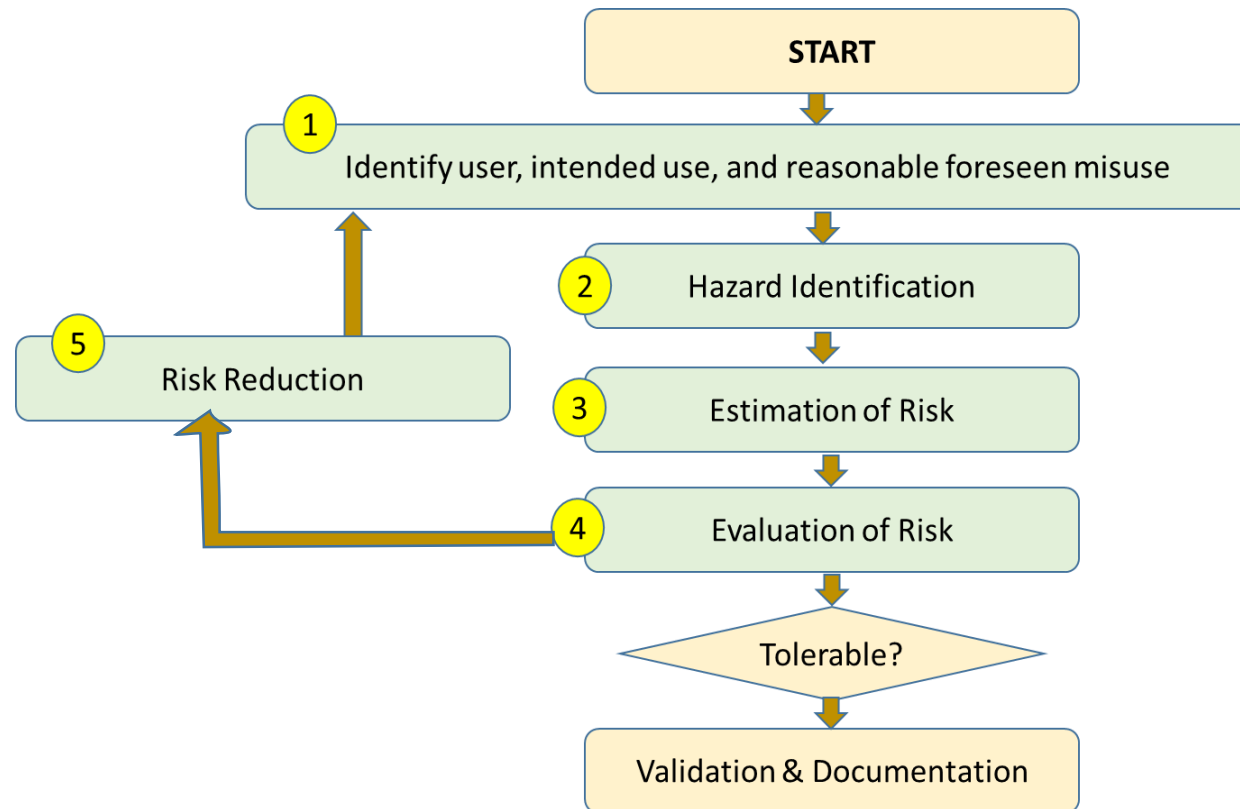 START
1
Identify user, intended use, and reasonable foreseen misuse
2
Hazard Identification
5
Risk Reduction
3
Estimation of Risk
4
Evaluation of Risk
Tolerable?
Validation & Documentation